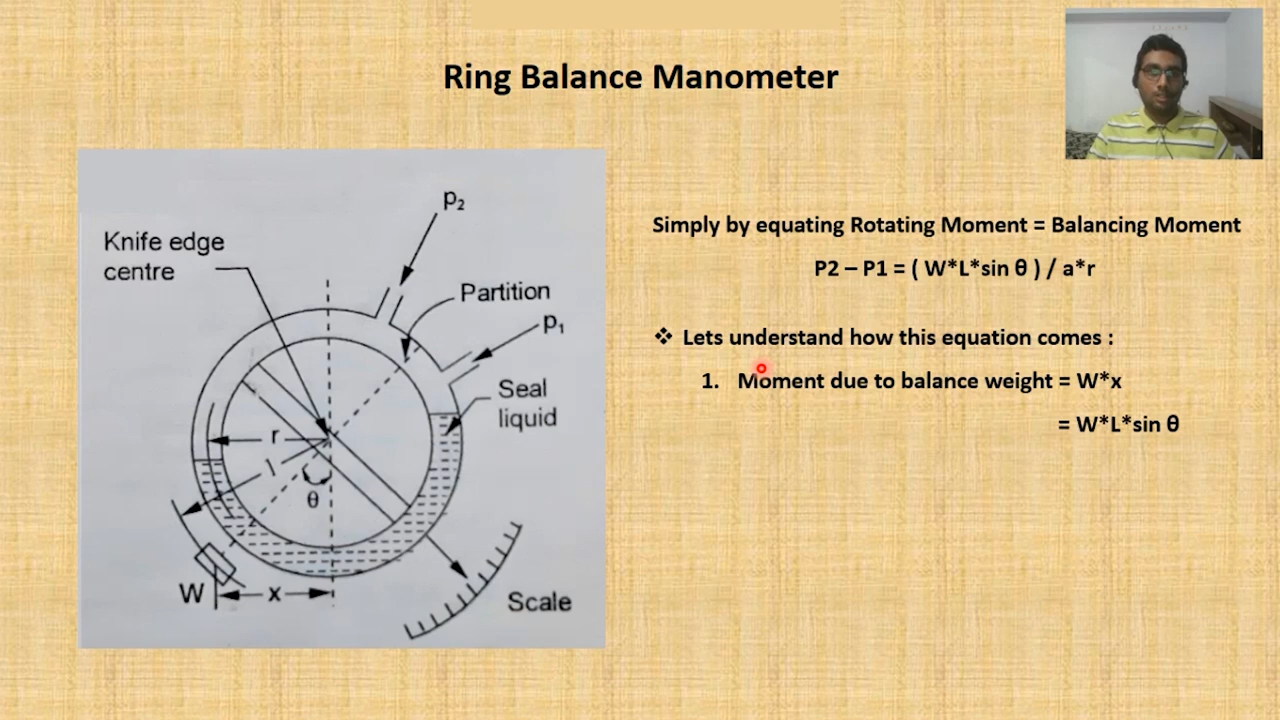 Ring Balance Manometer
p₂
Knife edge
centre
Partition
p₁
Seal
liquid
r
l
θ
W
x
Scale
Simply by equating Rotating Moment = Balancing Moment
P2 – P1 = ( W*L*sin θ ) / a*r
❖ Lets understand how this equation comes :
1. Moment due to balance weight = W*x
= W*L*sin θ